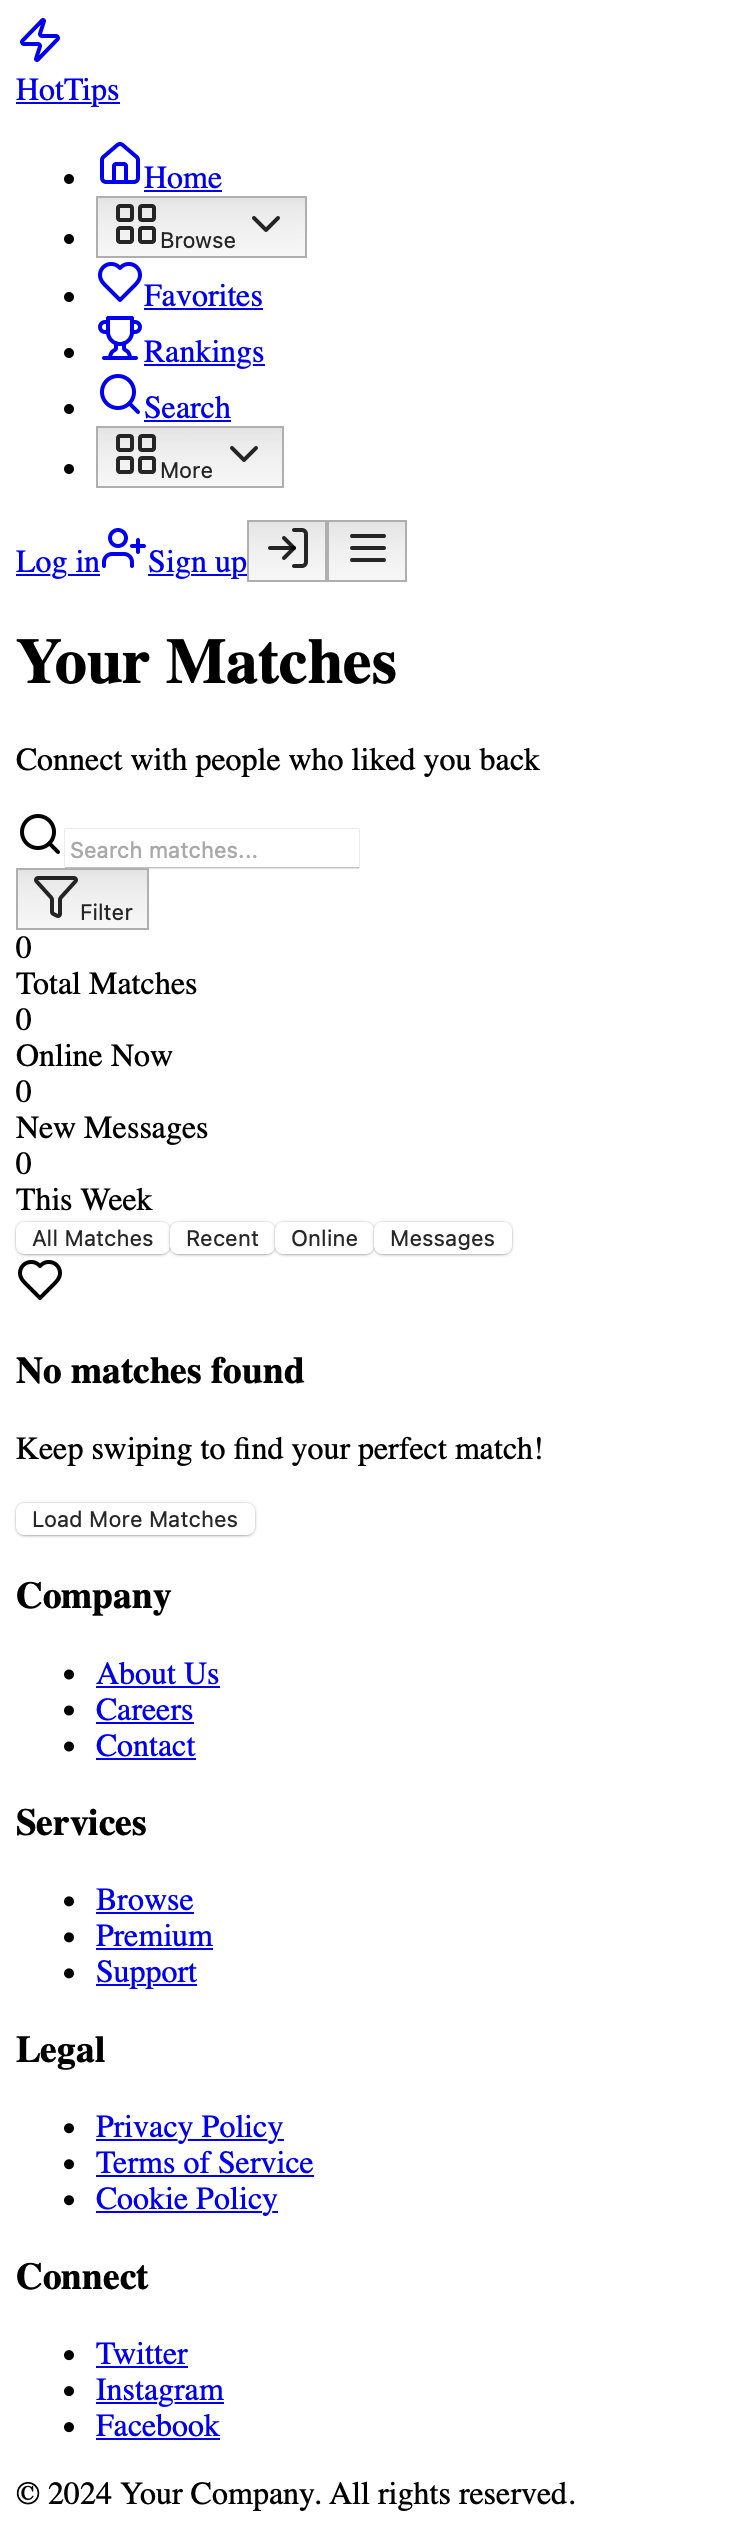 HotTips
Home
Browse
Favorites
Rankings
Search
More
Log in Sign up
Your Matches
Connect with people who liked you back
Search matches...
Filter
0
Total Matches
0
Online Now
0
New Messages
0
This Week
All Matches Recent Online Messages
No matches found
Keep swiping to find your perfect match!
Load More Matches
Company
About Us
Careers
Contact
Services
Browse
Premium
Support
Legal
Privacy Policy
Terms of Service
Cookie Policy
Connect
Twitter
Instagram
Facebook
© 2024 Your Company. All rights reserved.